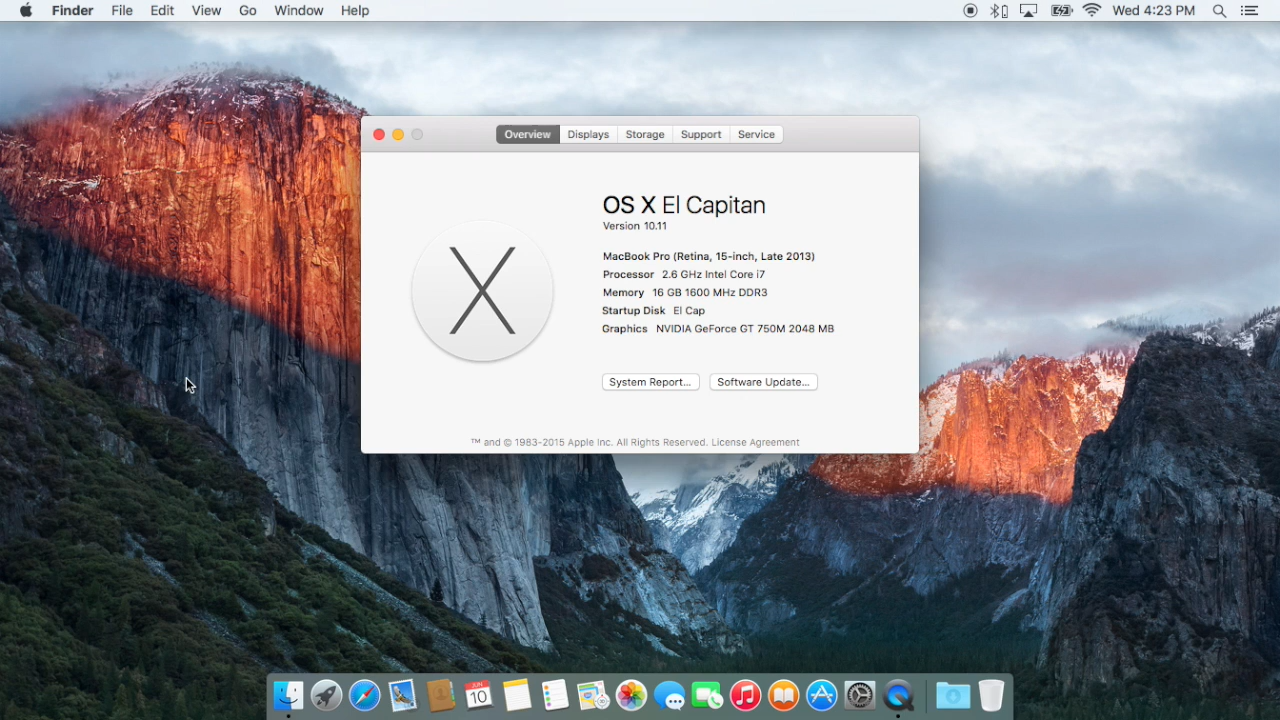 Finder File Edit View Go Window Help Wed 4:23 PM
Overview Displays Storage Support Service
OS X El Capitan
Version 10.11
MacBook Pro (Retina, 15-inch, Late 2013)
Processor 2.6 GHz Intel Core i7
Memory 16 GB 1600 MHz DDR3
Startup Disk El Cap
Graphics NVIDIA GeForce GT 750M 2048 MB
System Report... Software Update...
™ and © 1983-2015 Apple Inc. All Rights Reserved. License Agreement
JUN
10